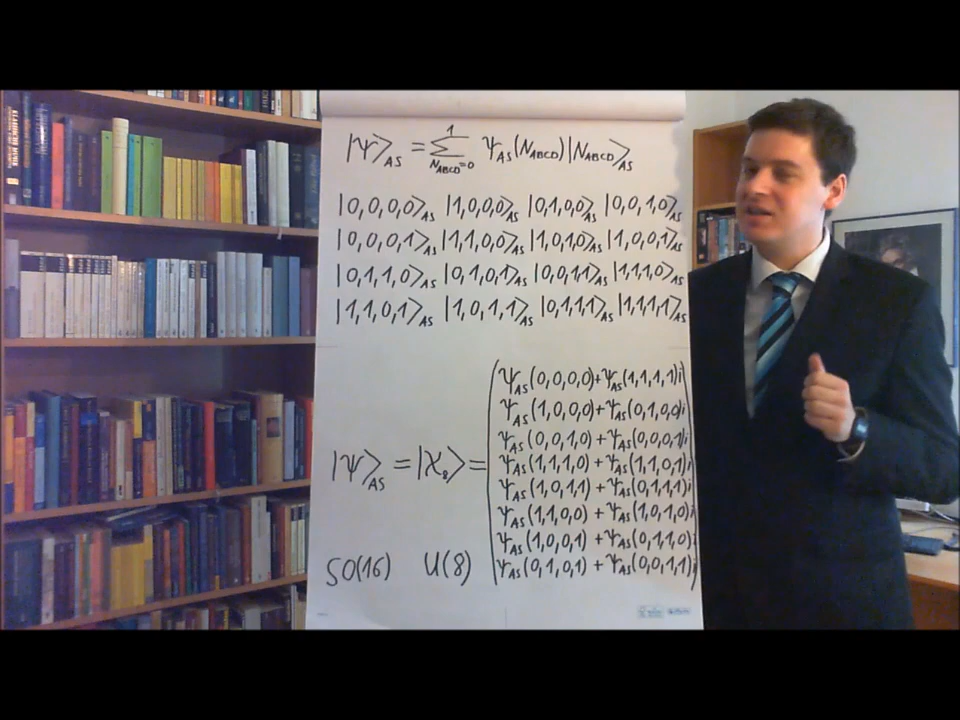 |Ψ⟩_AS = Σ_{N_ABCD=0}^{1} Ψ_AS(N_ABCD)|N_ABCD⟩_AS
|0,0,0,0⟩_AS |1,0,0,0⟩_AS |0,1,0,0⟩_AS |0,0,1,0⟩_AS
|0,0,0,1⟩_AS |1,1,0,0⟩_AS |1,0,1,0⟩_AS |1,0,0,1⟩_AS
|0,1,1,0⟩_AS |0,1,0,1⟩_AS |0,0,1,1⟩_AS |1,1,1,0⟩_AS
|1,1,0,1⟩_AS |1,0,1,1⟩_AS |0,1,1,1⟩_AS |1,1,1,1⟩_AS
|Ψ⟩_AS = |χ_8⟩ =
Ψ_AS(0,0,0,0)+Ψ_AS(1,1,1,1)i
Ψ_AS(1,0,0,0)+Ψ_AS(0,1,0,0)i
Ψ_AS(0,0,1,0)+Ψ_AS(0,0,0,1)i
Ψ_AS(1,1,1,0)+Ψ_AS(1,1,0,1)i
Ψ_AS(1,0,1,1)+Ψ_AS(0,1,1,1)i
Ψ_AS(1,1,0,0)+Ψ_AS(1,0,1,0)i
Ψ_AS(1,0,0,1)+Ψ_AS(0,1,1,0)i
Ψ_AS(0,1,0,1)+Ψ_AS(0,0,1,1)i
SO(16) U(8)